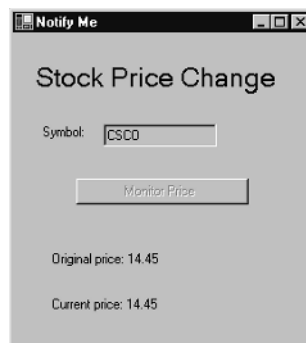 Notify Me
Stock Price Change
Symbol: CSCO
Monitor Price
Original price: 14.45
Current price: 14.45